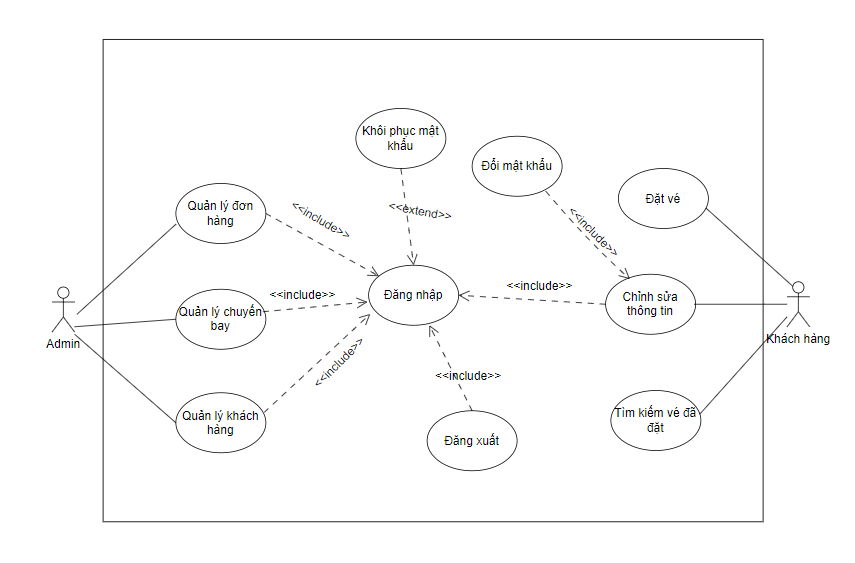 Khôi phục mật
khẩu
Đổi mật khẩu
Quản lý đơn
hàng
Đặt vé
<<include>>
<<extend>>
<<include>>
Đăng nhập
<<include>>
<<include>>
Chỉnh sửa
thông tin
Quản lý chuyến
bay
Admin
Khách hàng
<<include>>
<<include>>
Quản lý khách
hàng
Tìm kiếm vé đã
đặt
Đăng xuất